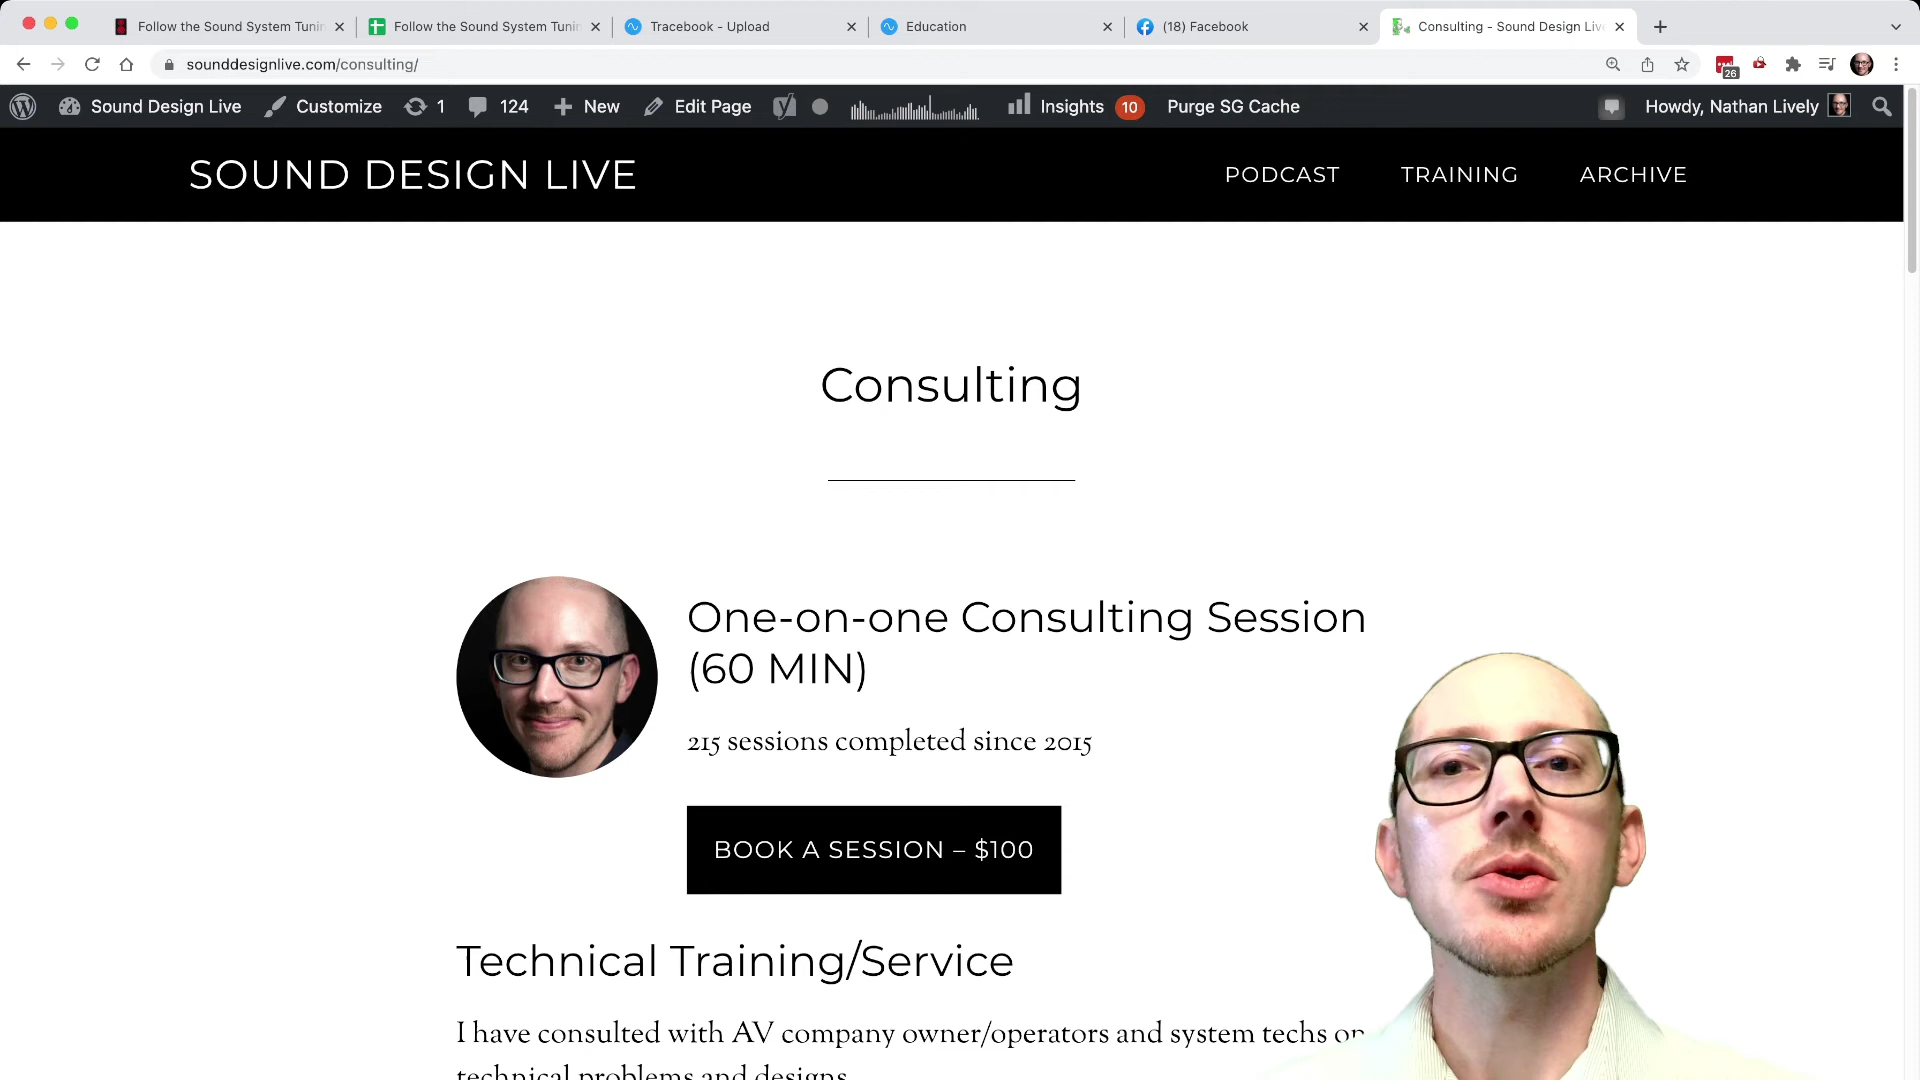 Follow the Sound System Tunin
Follow the Sound System Tunin
Tracebook - Upload
Education
(18) Facebook
Consulting - Sound Design Liv
sounddesignlive.com/consulting/
26
Sound Design Live
Customize
1
124
New
Edit Page
Insights 10
Purge SG Cache
Howdy, Nathan Lively
SOUND DESIGN LIVE
PODCAST
TRAINING
ARCHIVE
Consulting
One-on-one Consulting Session
(60 MIN)
215 sessions completed since 2015
BOOK A SESSION – $100
Technical Training/Service
I have consulted with AV company owner/operators and system techs on
technical problems and designs.